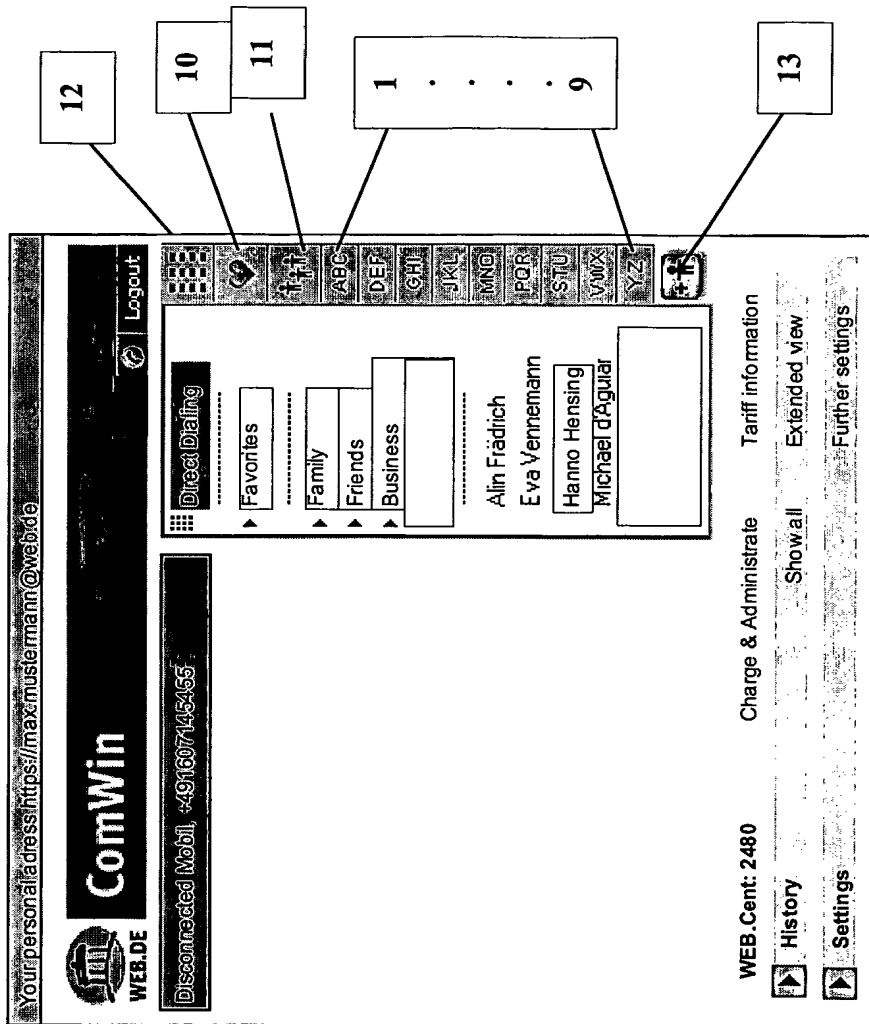 Your personal adress:https://max.mustermann@web.de
WEB.DE
ComWin
Logout
Disconnected Mobil, +491607145455
Direct Dialing
Favorites
Family
Friends
Business
Alin Frädrich
Eva Vennemann
Hanno Hensing
Michael d'Aguiar
ABC
DEF
GHI
JKL
MNO
PQR
STU
VWX
YZ
WEB.Cent: 2480 Charge & Administrate Tariff information
History Show all Extended view
Settings Further settings
12
10
11
1 . . . . 9
13